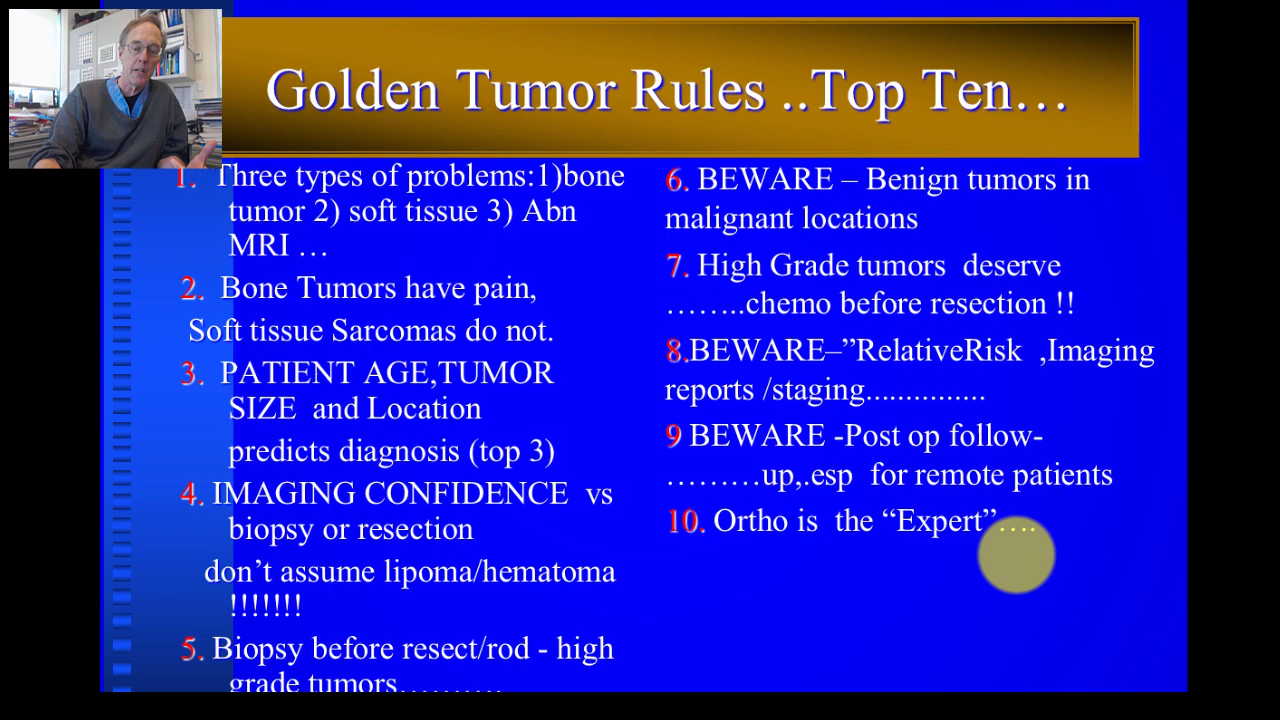 Golden Tumor Rules ..Top Ten…
1. Three types of problems:1)bone
tumor 2) soft tissue 3) Abn
MRI …
2. Bone Tumors have pain,
Soft tissue Sarcomas do not.
3. PATIENT AGE,TUMOR
SIZE and Location
predicts diagnosis (top 3)
4. IMAGING CONFIDENCE vs
biopsy or resection
don’t assume lipoma/hematoma
!!!!!!!
5. Biopsy before resect/rod - high
grade tumors……….
6. BEWARE – Benign tumors in
malignant locations
7. High Grade tumors deserve
……..chemo before resection !!
8.BEWARE–”RelativeRisk ,Imaging
reports /staging...............
9 BEWARE -Post op follow-
………up,.esp for remote patients
10. Ortho is the “Expert”….